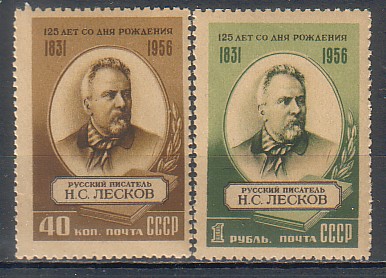 125 ЛЕТ СО ДНЯ РОЖДЕНИЯ
1831 1956
РУССКИЙ ПИСАТЕЛЬ
Н.С. ЛЕСКОВ
40 КОП. ПОЧТА СССР
125 ЛЕТ СО ДНЯ РОЖДЕНИЯ
1831 1956
РУССКИЙ ПИСАТЕЛЬ
Н.С. ЛЕСКОВ
1 РУБЛЬ. ПОЧТА СССР